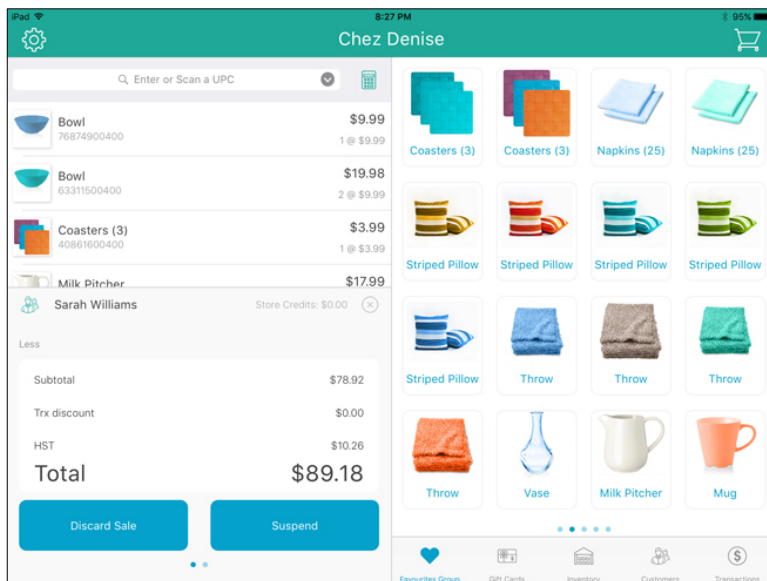 iPad 8:27 PM 95%
Chez Denise
Enter or Scan a UPC
Bowl $9.99
76874900400 1 @ $9.99
Bowl $19.98
63311500400 2 @ $9.99
Coasters (3) $3.99
40861600400 1 @ $3.99
Milk Pitcher $17.99
Sarah Williams Store Credits: $0.00
Less
Subtotal $78.92
Trx discount $0.00
HST $10.26
Total $89.18
Discard Sale Suspend
Coasters (3) Coasters (3) Napkins (25) Napkins (25)
Striped Pillow Striped Pillow Striped Pillow Striped Pillow
Striped Pillow Throw Throw Throw
Throw Vase Milk Pitcher Mug
Favourites Group Gift Cards Inventory Customers Transactions